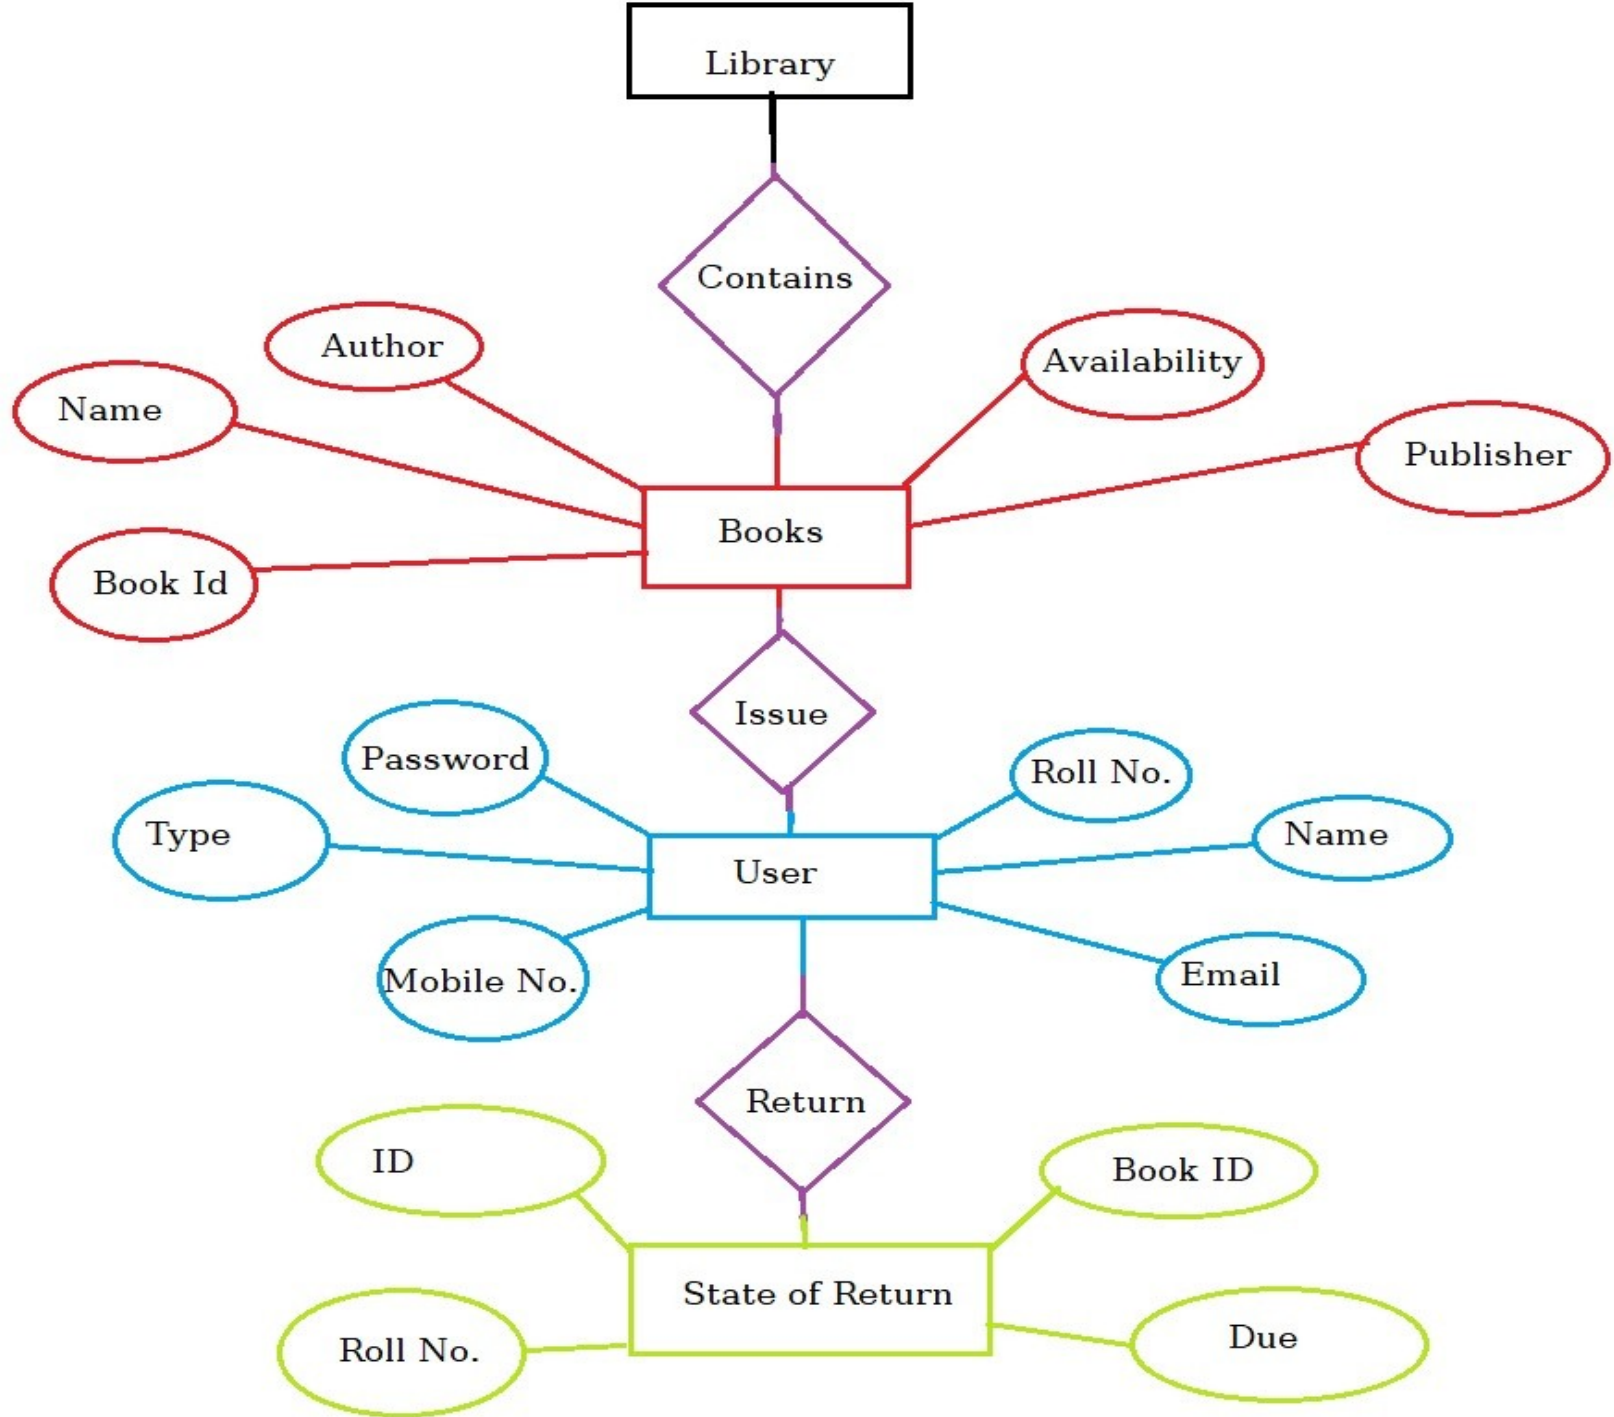 Library
Contains
Author
Availability
Name
Publisher
Books
Book Id
Issue
Password
Roll No.
Type
Name
User
Mobile No.
Email
Return
ID
Book ID
State of Return
Roll No.
Due